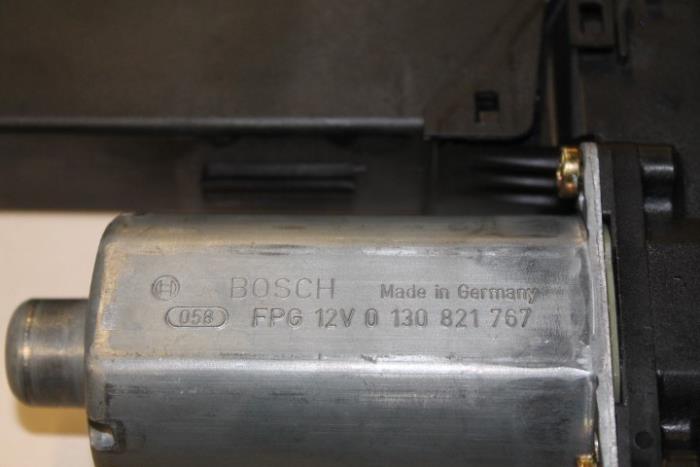 BOSCH Made in Germany
058 FPG 12V 0 130 821 767